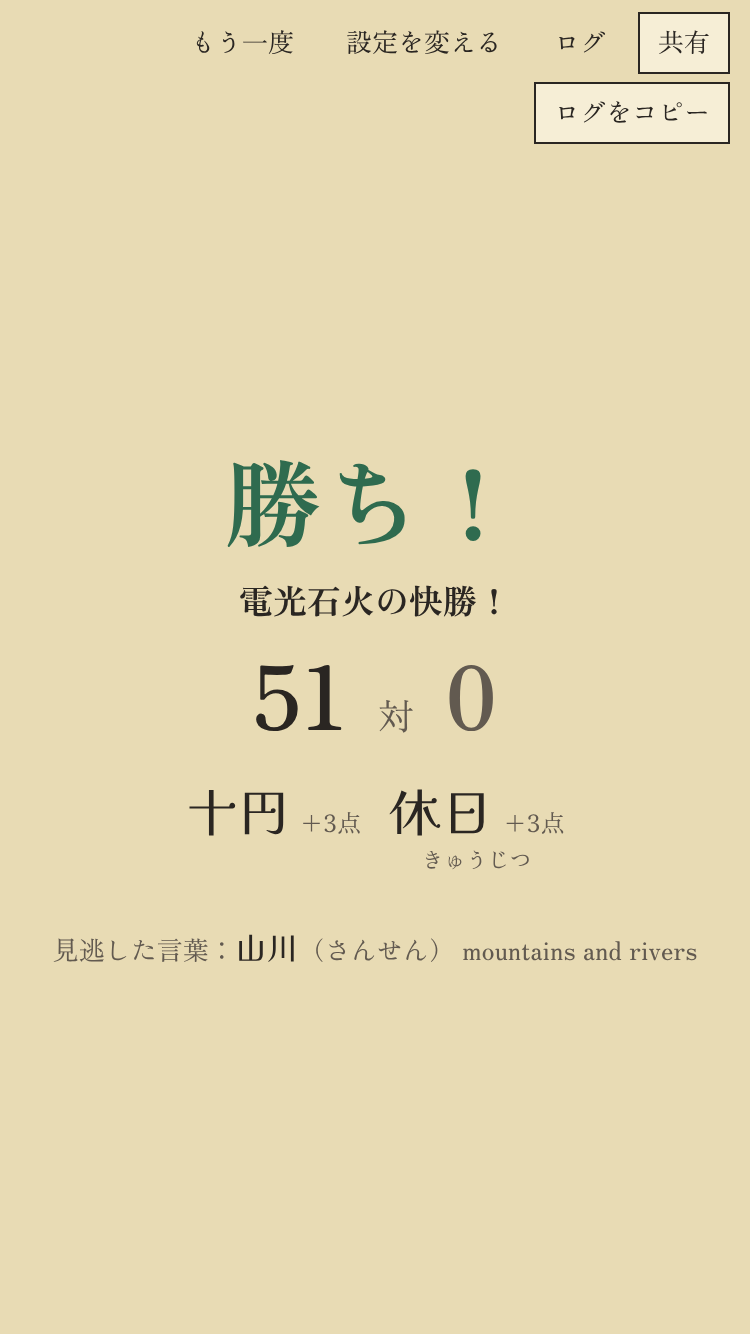 もう一度 設定を変える ログ 共有
ログをコピー
勝ち！
電光石火の快勝！
51 対 0
十円 +3点 休日 +3点
きゅうじつ
見逃した言葉：山川（さんせん） mountains and rivers